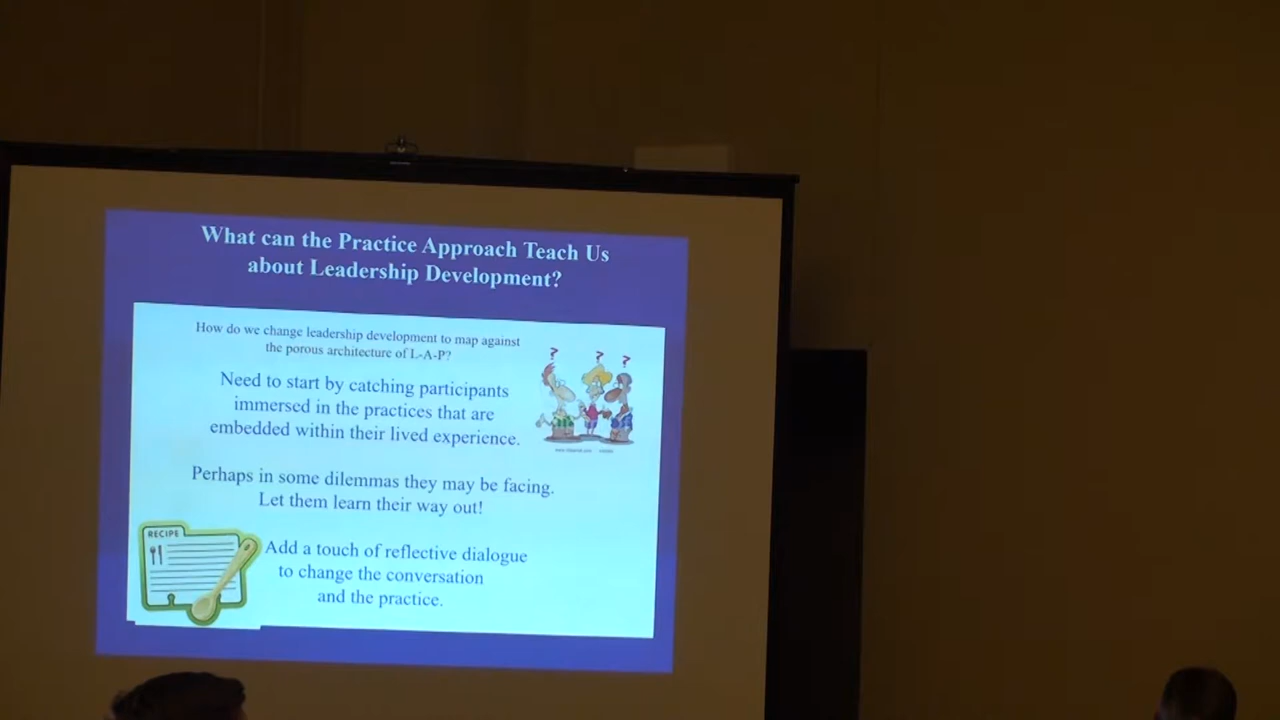 What can the Practice Approach Teach Us
about Leadership Development?
How do we change leadership development to map against
the porous architecture of L-A-P?
? ? ?
Need to start by catching participants
immersed in the practices that are
embedded within their lived experience.
Perhaps in some dilemmas they may be facing.
Let them learn their way out!
RECIPE
Add a touch of reflective dialogue
to change the conversation
and the practice.